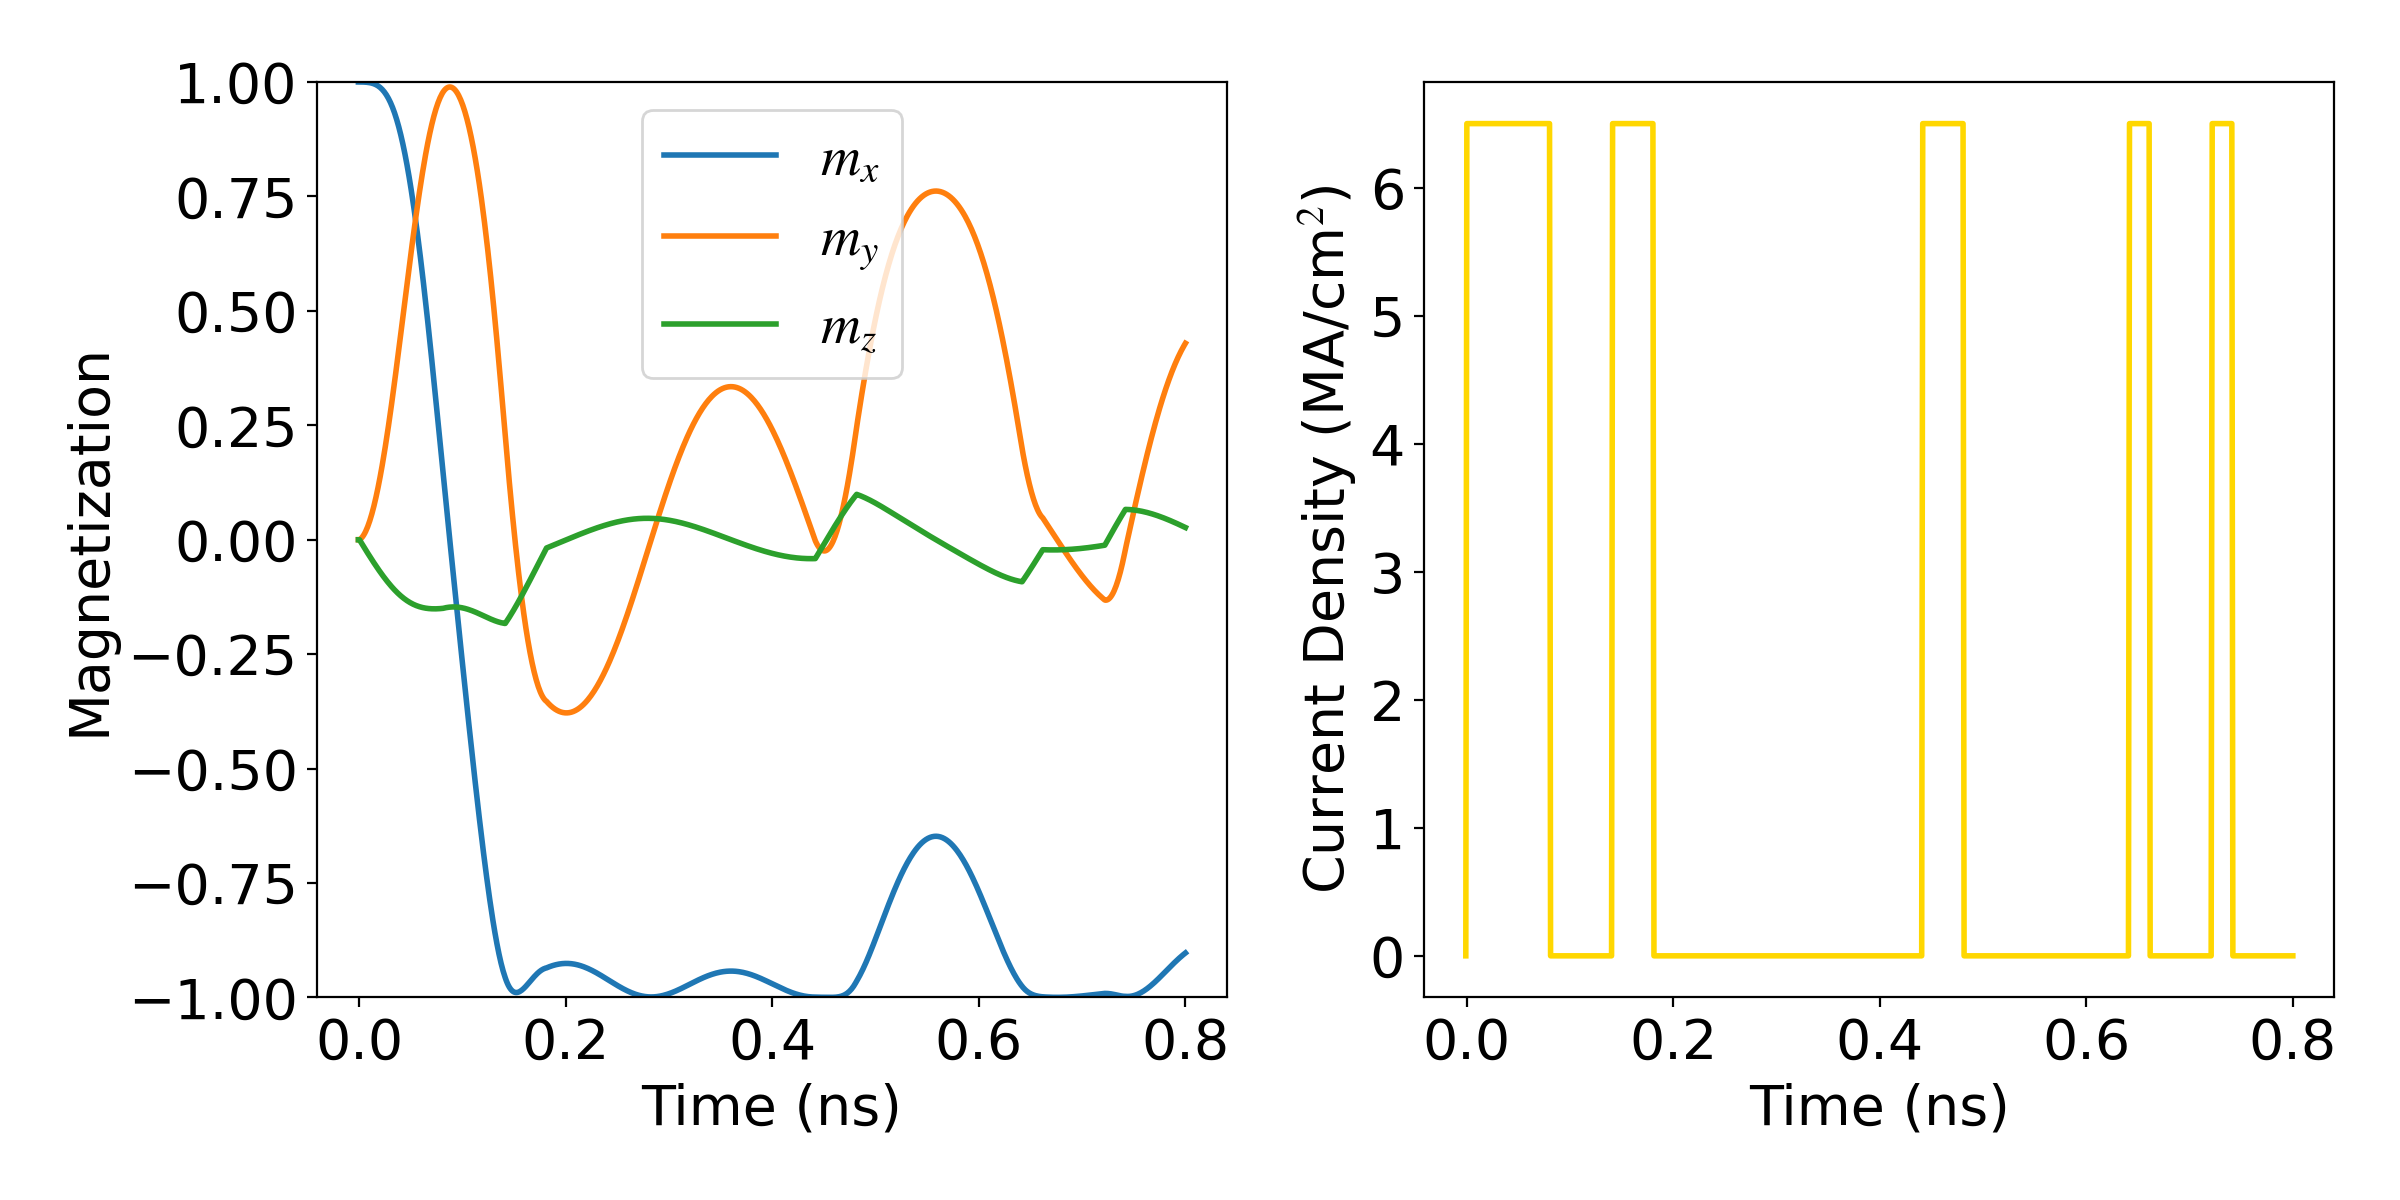 1.00
0.75
0.50
0.25
0.00
−0.25
−0.50
−0.75
−1.00
Magnetization
0.0 0.2 0.4 0.6 0.8
Time (ns)
m_x
m_y
m_z
6
5
4
3
2
1
0
Current Density (MA/cm²)
0.0 0.2 0.4 0.6 0.8
Time (ns)